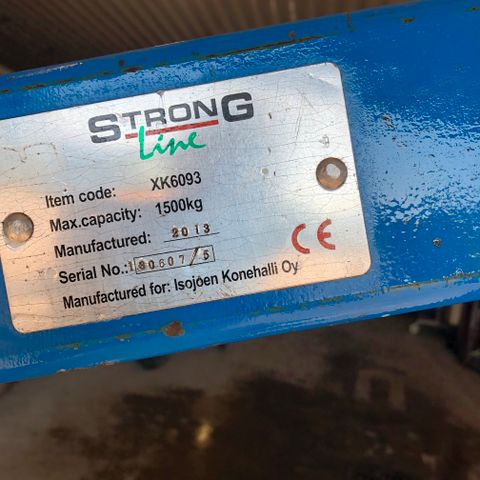 STRONG
Line
Item code: XK6093
Max.capacity: 1500kg
Manufactured: 2013
Serial No.: 130607/5
CE
Manufactured for: Isojoen Konehalli Oy